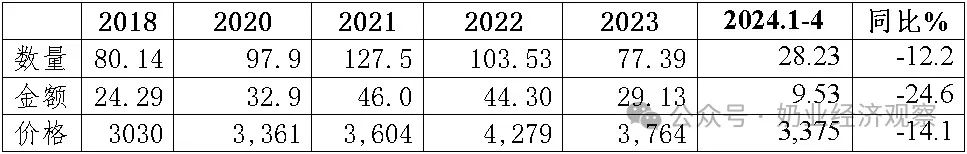 2018 2020 2021 2022 2023 2024.1-4 同比%
数量 80.14 97.9 127.5 103.53 77.39 28.23 -12.2
金额 24.29 32.9 46.0 44.30 29.13 9.53 -24.6
价格 3030 3,361 3,604 4,279 3,764 3,375 -14.1
公众号·奶业经济观察